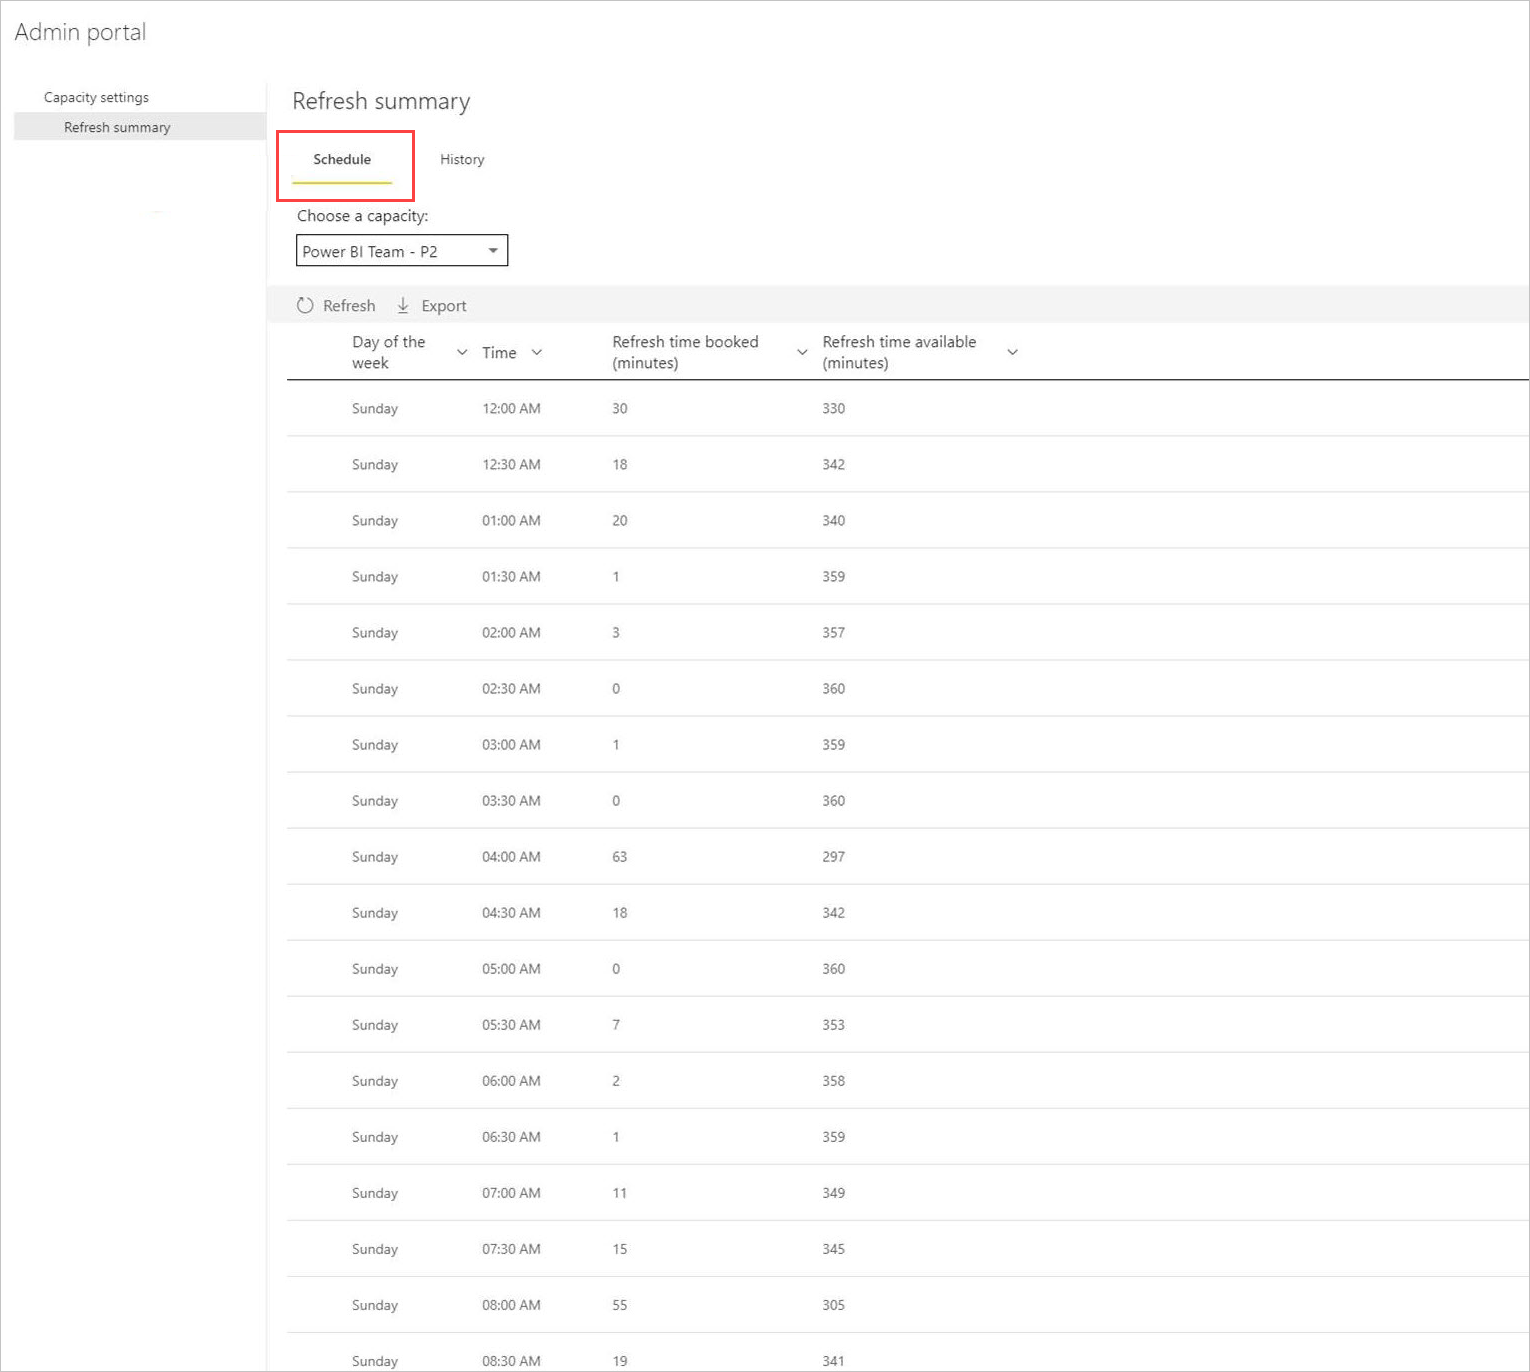 Admin portal
Capacity settings
Refresh summary
Refresh summary
Schedule History
Choose a capacity:
Power BI Team - P2
Refresh Export
Day of the week Time Refresh time booked (minutes) Refresh time available (minutes)
Sunday 12:00 AM 30 330
Sunday 12:30 AM 18 342
Sunday 01:00 AM 20 340
Sunday 01:30 AM 1 359
Sunday 02:00 AM 3 357
Sunday 02:30 AM 0 360
Sunday 03:00 AM 1 359
Sunday 03:30 AM 0 360
Sunday 04:00 AM 63 297
Sunday 04:30 AM 18 342
Sunday 05:00 AM 0 360
Sunday 05:30 AM 7 353
Sunday 06:00 AM 2 358
Sunday 06:30 AM 1 359
Sunday 07:00 AM 11 349
Sunday 07:30 AM 15 345
Sunday 08:00 AM 55 305
Sunday 08:30 AM 19 341